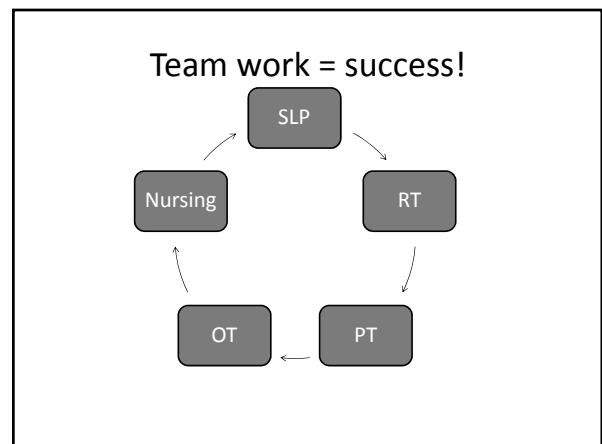 Team work = success!
SLP
Nursing
RT
OT
PT